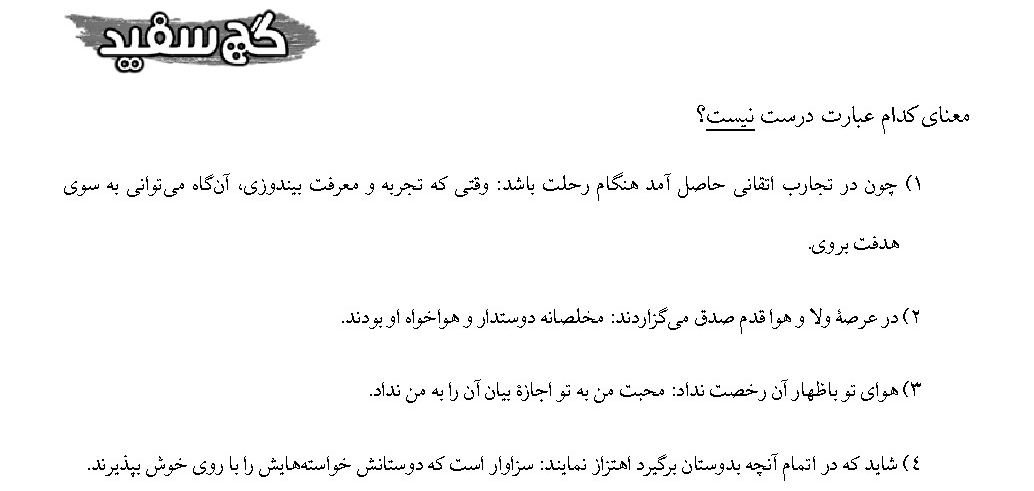 گچ سفید
معنای کدام عبارت درست نیست؟
۱) چون در تجارب اتقانی حاصل آمد هنگام رحلت باشد: وقتی که تجربه و معرفت بیندوزی، آن‌گاه می‌توانی به سوی
هدفت بروی.
۲) در عرصهٔ ولا و هوا قدم صدق می‌گزاردند: مخلصانه دوستدار و هواخواه او بودند.
۳) هوای تو باظهار آن رخصت نداد: محبت من به تو اجازهٔ بیان آن را به من نداد.
٤) شاید که در اتمام آنچه بدوستان برگیرد اهتزاز نمایند: سزاوار است که دوستانش خواسته‌هایش را با روی خوش بپذیرند.